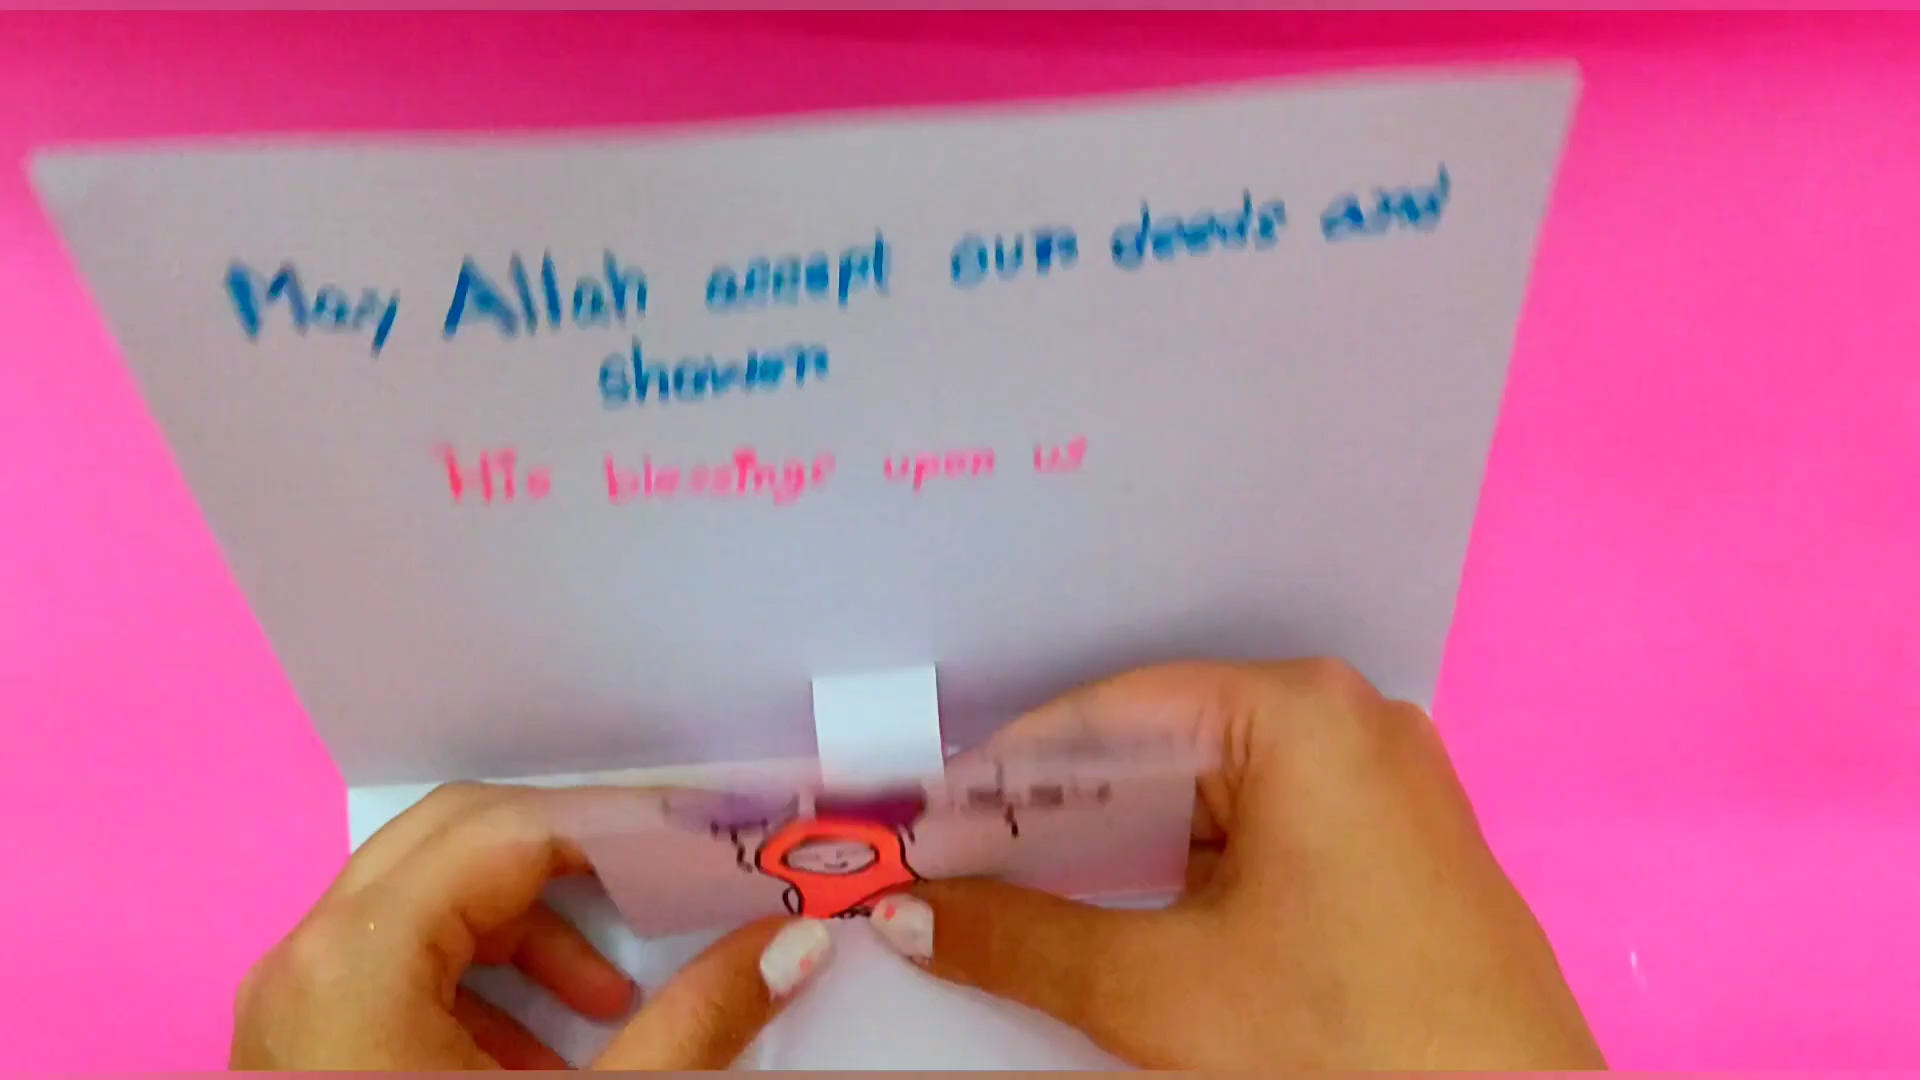 May Allah accept our deeds and
shower
His blessings upon us